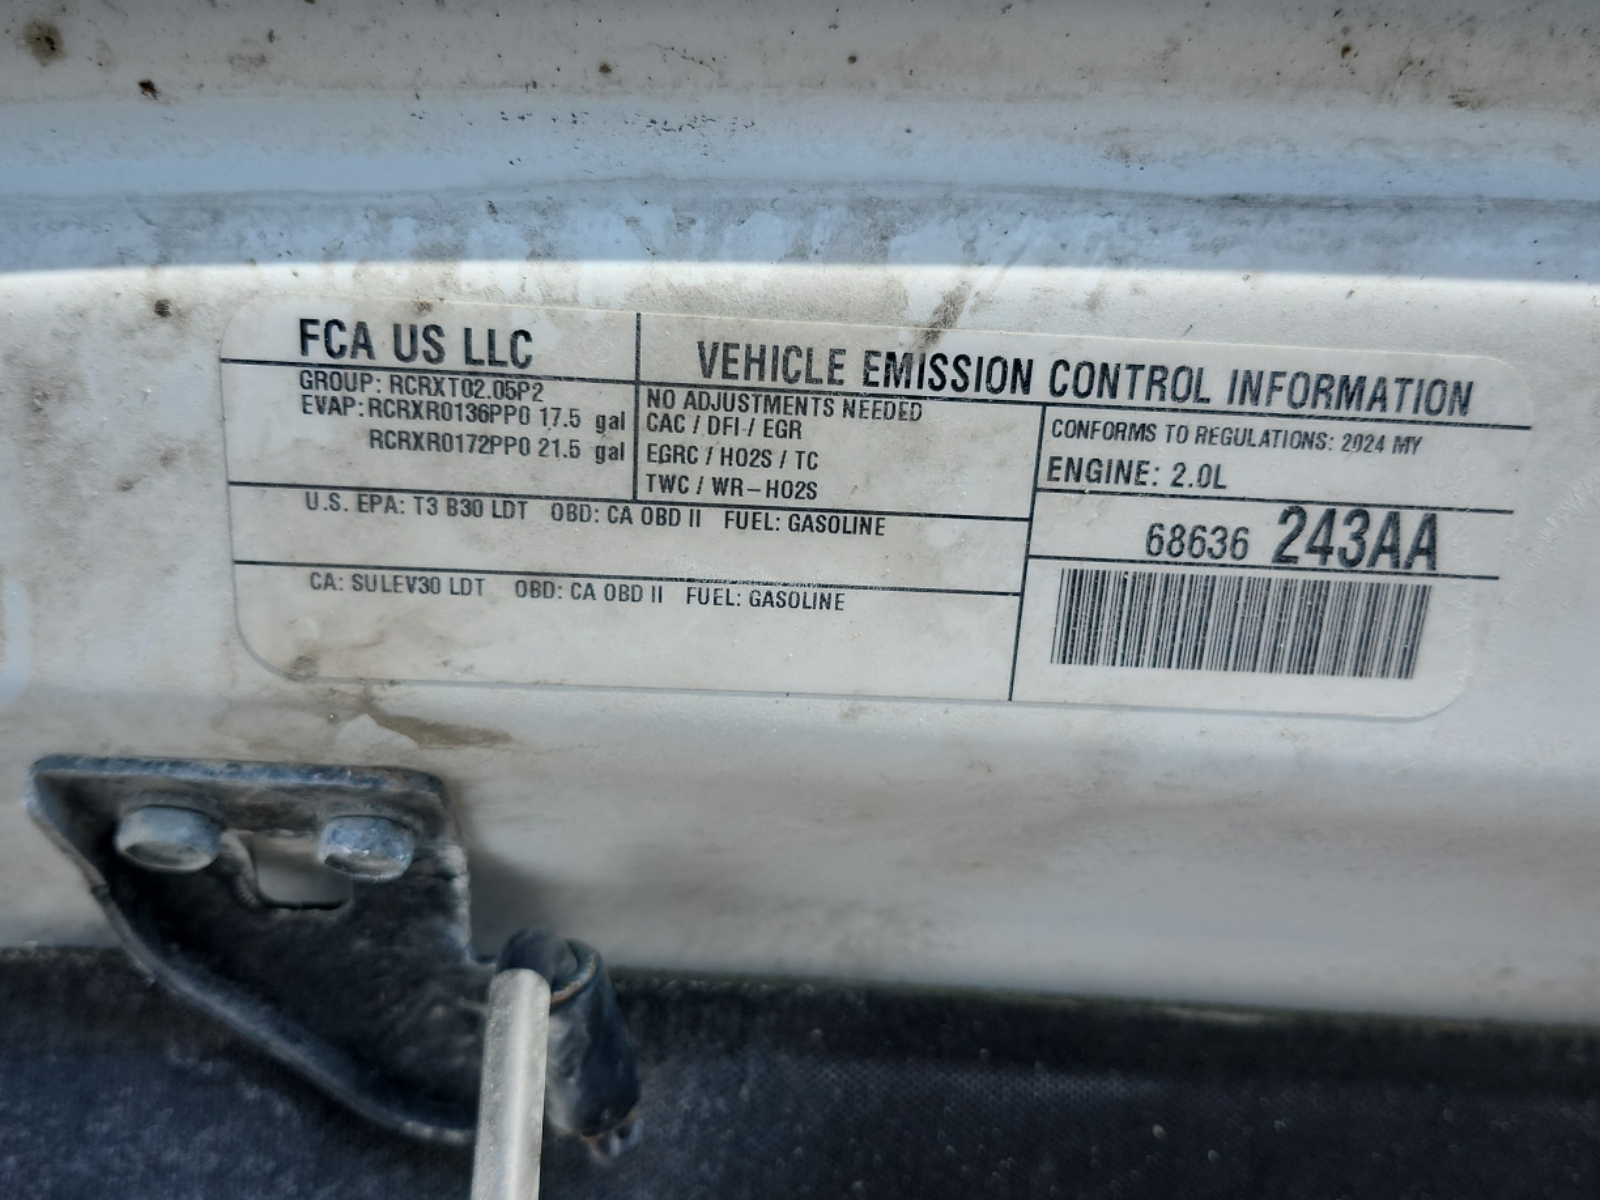 FCA US LLC
VEHICLE EMISSION CONTROL INFORMATION
GROUP: RCRXT02.05P2
EVAP: RCRXR0136PP0 17.5 gal
RCRXR0172PP0 21.5 gal
NO ADJUSTMENTS NEEDED
CAC / DFI / EGR
EGRC / HO2S / TC
TWC / WR-HO2S
CONFORMS TO REGULATIONS: 2024 MY
ENGINE: 2.0L
U.S. EPA: T3 B30 LDT OBD: CA OBD II FUEL: GASOLINE
68636 243AA
CA: SULEV30 LDT OBD: CA OBD II FUEL: GASOLINE